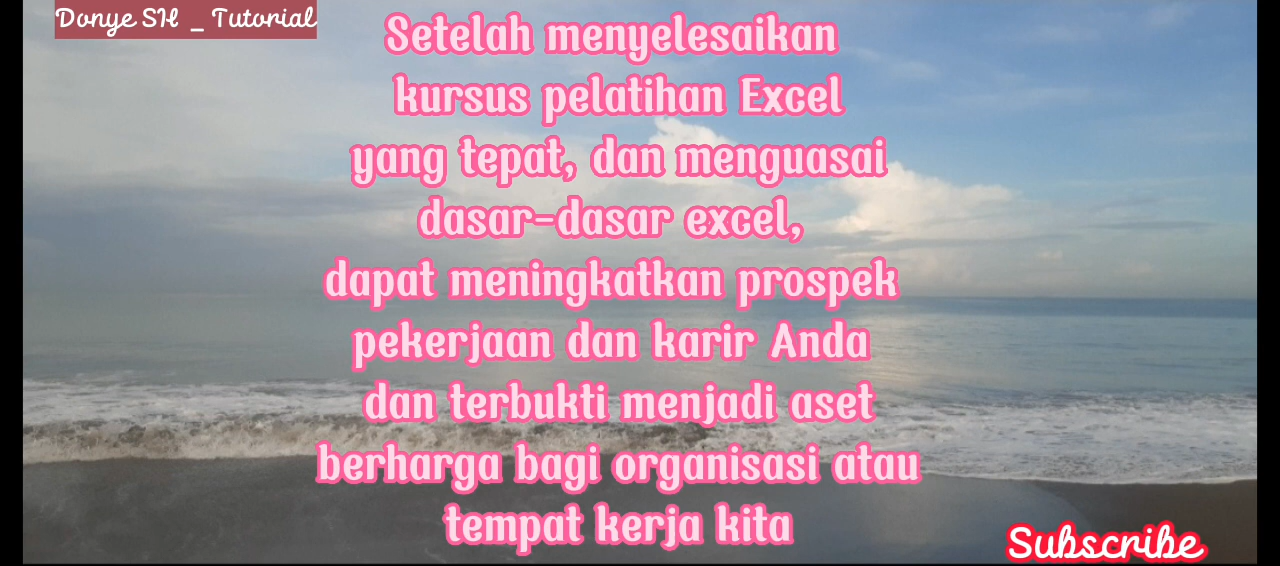 Donye SH _ Tutorial
Setelah menyelesaikan
kursus pelatihan Excel
yang tepat, dan menguasai
dasar-dasar excel,
dapat meningkatkan prospek
pekerjaan dan karir Anda
dan terbukti menjadi aset
berharga bagi organisasi atau
tempat kerja kita
Subscribe